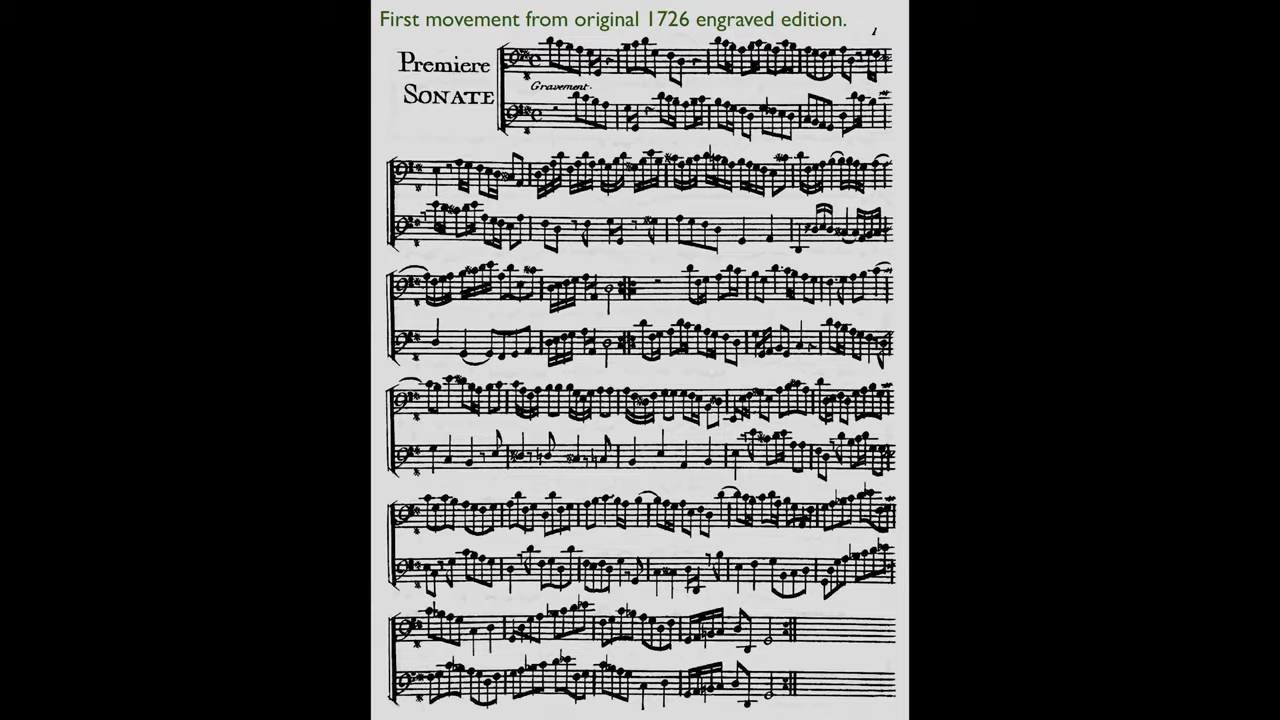 First movement from original 1726 engraved edition.
1
Premiere
SONATE
Gravement.